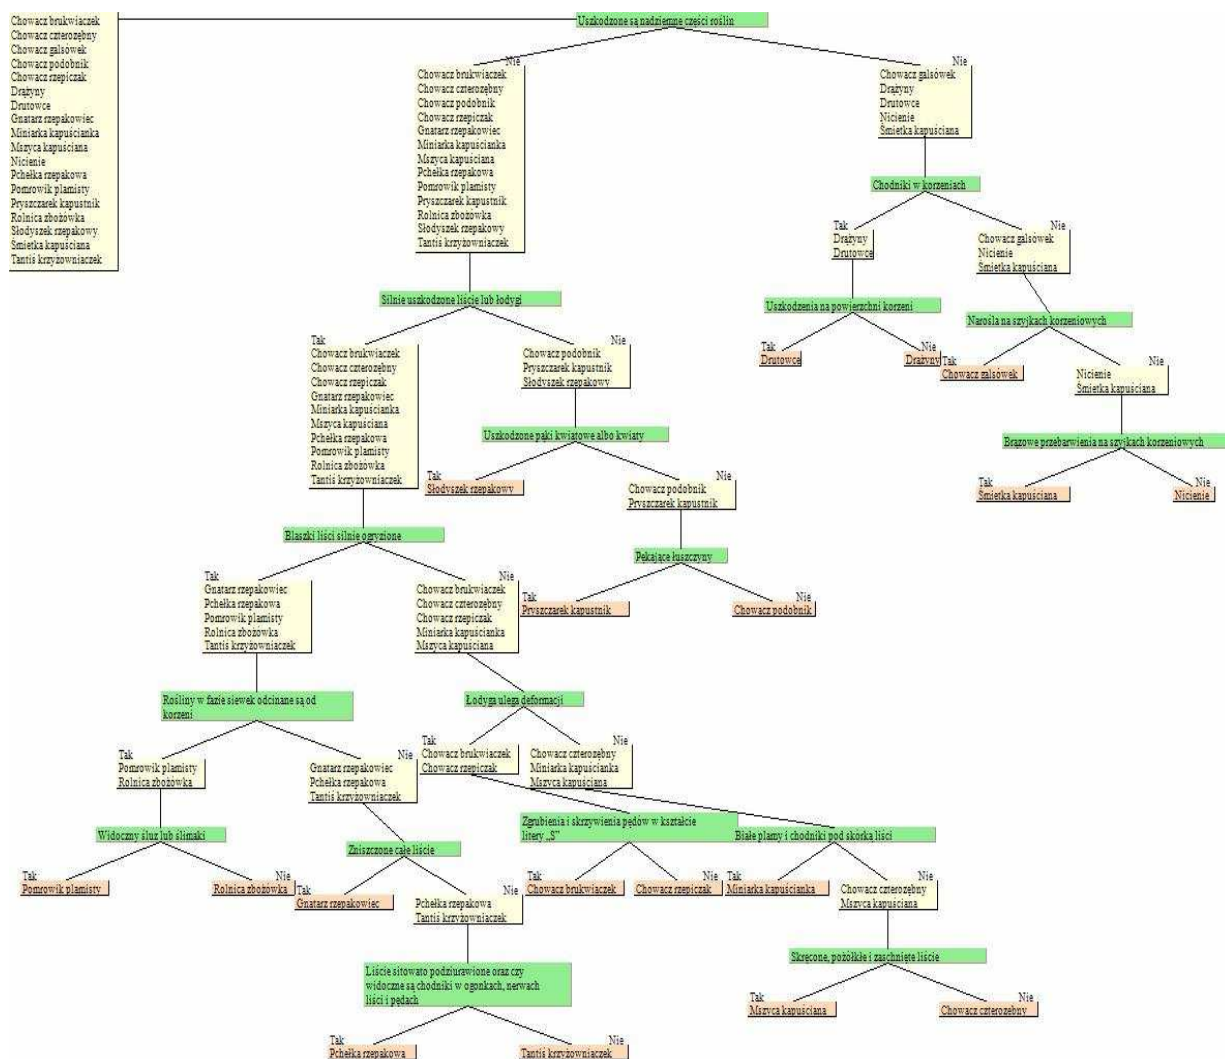 Chowacz brukwiaczek
Chowacz czterozębny
Chowacz galsówek
Chowacz podobnik
Chowacz rzepiczak
Drążyny
Drutowce
Gnatarz rzepakowiec
Miniarka kapuścianka
Mszyca kapuściana
Nicienie
Pchełka rzepakowa
Pomrowik plamisty
Pryszczarek kapustnik
Rolnica zbożówka
Słodyszek rzepakowy
Śmietka kapuściana
Tantiś krzyżowniaczek
Uszkodzone są nadziemne części roślin
Nie
Chowacz brukwiaczek
Chowacz czterozębny
Chowacz podobnik
Chowacz rzepiczak
Gnatarz rzepakowiec
Miniarka kapuścianka
Mszyca kapuściana
Pchełka rzepakowa
Pomrowik plamisty
Pryszczarek kapustnik
Rolnica zbożówka
Słodyszek rzepakowy
Tantiś krzyżowniaczek
Nie
Chowacz galsówek
Drążyny
Drutowce
Nicienie
Śmietka kapuściana
Chodniki w korzeniach
Tak
Drążyny
Drutowce
Nie
Chowacz galsówek
Nicienie
Śmietka kapuściana
Uszkodzenia na powierzchni korzeni
Tak
Drutowce
Nie
Drążyny
Narośla na szyjkach korzeniowych
Tak
Chowacz galsówek
Nie
Nicienie
Śmietka kapuściana
Brązowe przebarwienia na szyjkach korzeniowych
Tak
Śmietka kapuściana
Nie
Nicienie
Silnie uszkodzone liście lub łodygi
Tak
Chowacz brukwiaczek
Chowacz czterozębny
Chowacz rzepiczak
Gnatarz rzepakowiec
Miniarka kapuścianka
Mszyca kapuściana
Pchełka rzepakowa
Pomrowik plamisty
Rolnica zbożówka
Tantiś krzyżowniaczek
Nie
Chowacz podobnik
Pryszczarek kapustnik
Słodyszek rzepakowy
Uszkodzone pąki kwiatowe albo kwiaty
Tak
Słodyszek rzepakowy
Nie
Chowacz podobnik
Pryszczarek kapustnik
Pękające łuszczyny
Tak
Pryszczarek kapustnik
Nie
Chowacz podobnik
Blaszki liści silnie ogryzione
Tak
Gnatarz rzepakowiec
Pchełka rzepakowa
Pomrowik plamisty
Rolnica zbożówka
Tantiś krzyżowniaczek
Nie
Chowacz brukwiaczek
Chowacz czterozębny
Chowacz rzepiczak
Miniarka kapuścianka
Mszyca kapuściana
Rośliny w fazie siewek odcinane są od
korzeni
Tak
Pomrowik plamisty
Rolnica zbożówka
Nie
Gnatarz rzepakowiec
Pchełka rzepakowa
Tantiś krzyżowniaczek
Łodyga ulega deformacji
Tak
Chowacz brukwiaczek
Chowacz rzepiczak
Nie
Chowacz czterozębny
Miniarka kapuścianka
Mszyca kapuściana
Widoczny śluz lub ślimaki
Tak
Pomrowik plamisty
Nie
Rolnica zbożówka
Zniszczone całe liście
Tak
Gnatarz rzepakowiec
Nie
Pchełka rzepakowa
Tantiś krzyżowniaczek
Zgrubienia i skrzywienia pędów w kształcie
litery „S”
Tak
Chowacz brukwiaczek
Nie
Chowacz rzepiczak
Białe plamy i chodniki pod skórką liści
Tak
Miniarka kapuścianka
Nie
Chowacz czterozębny
Mszyca kapuściana
Liście sitowato podziurawione oraz czy
widoczne są chodniki w ogonkach, nerwach
liści i pędach
Tak
Pchełka rzepakowa
Nie
Tantiś krzyżowniaczek
Skręcone, pożółkłe i zaschnięte liście
Tak
Mszyca kapuściana
Nie
Chowacz czterozębny